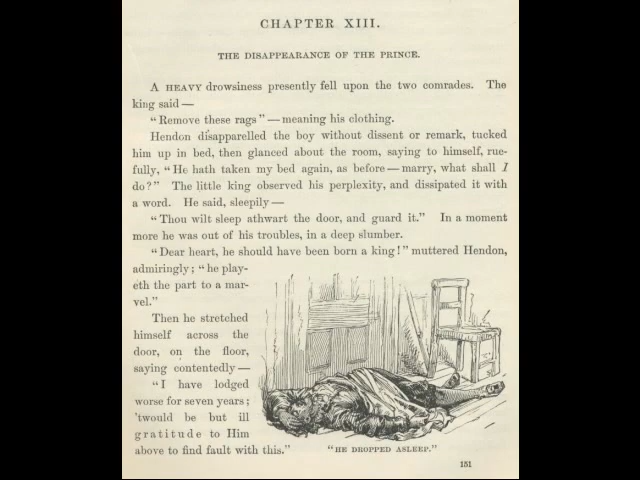 CHAPTER XIII.
THE DISAPPEARANCE OF THE PRINCE.
A HEAVY drowsiness presently fell upon the two comrades. The
king said —
"Remove these rags" — meaning his clothing.
Hendon disapparelled the boy without dissent or remark, tucked
him up in bed, then glanced about the room, saying to himself, rue-
fully, "He hath taken my bed again, as before — marry, what shall I
do?" The little king observed his perplexity, and dissipated it with
a word. He said, sleepily —
"Thou wilt sleep athwart the door, and guard it." In a moment
more he was out of his troubles, in a deep slumber.
"Dear heart, he should have been born a king!" muttered Hendon,
admiringly; "he play-
eth the part to a mar-
vel."
Then he stretched
himself across the
door, on the floor,
saying contentedly —
"I have lodged
worse for seven years;
'twould be but ill
gratitude to Him
above to find fault with this."
"HE DROPPED ASLEEP."
151